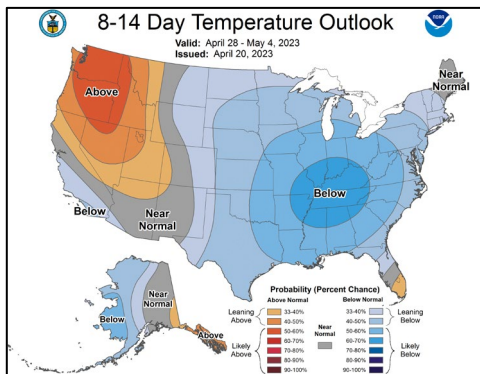 8-14 Day Temperature Outlook
Valid: April 28 - May 4, 2023
Issued: April 20, 2023
NOAA
Above
Near
Normal
Below
Near
Normal
Below
Near
Normal
Below
Above
Probability (Percent Chance)
Above Normal
Below Normal
Leaning
Above
33-40%
40-50%
Likely
Above
50-60%
60-70%
70-80%
80-90%
90-100%
Near
Normal
33-40%
40-50%
Leaning
Below
50-60%
60-70%
70-80%
80-90%
90-100%
Likely
Below